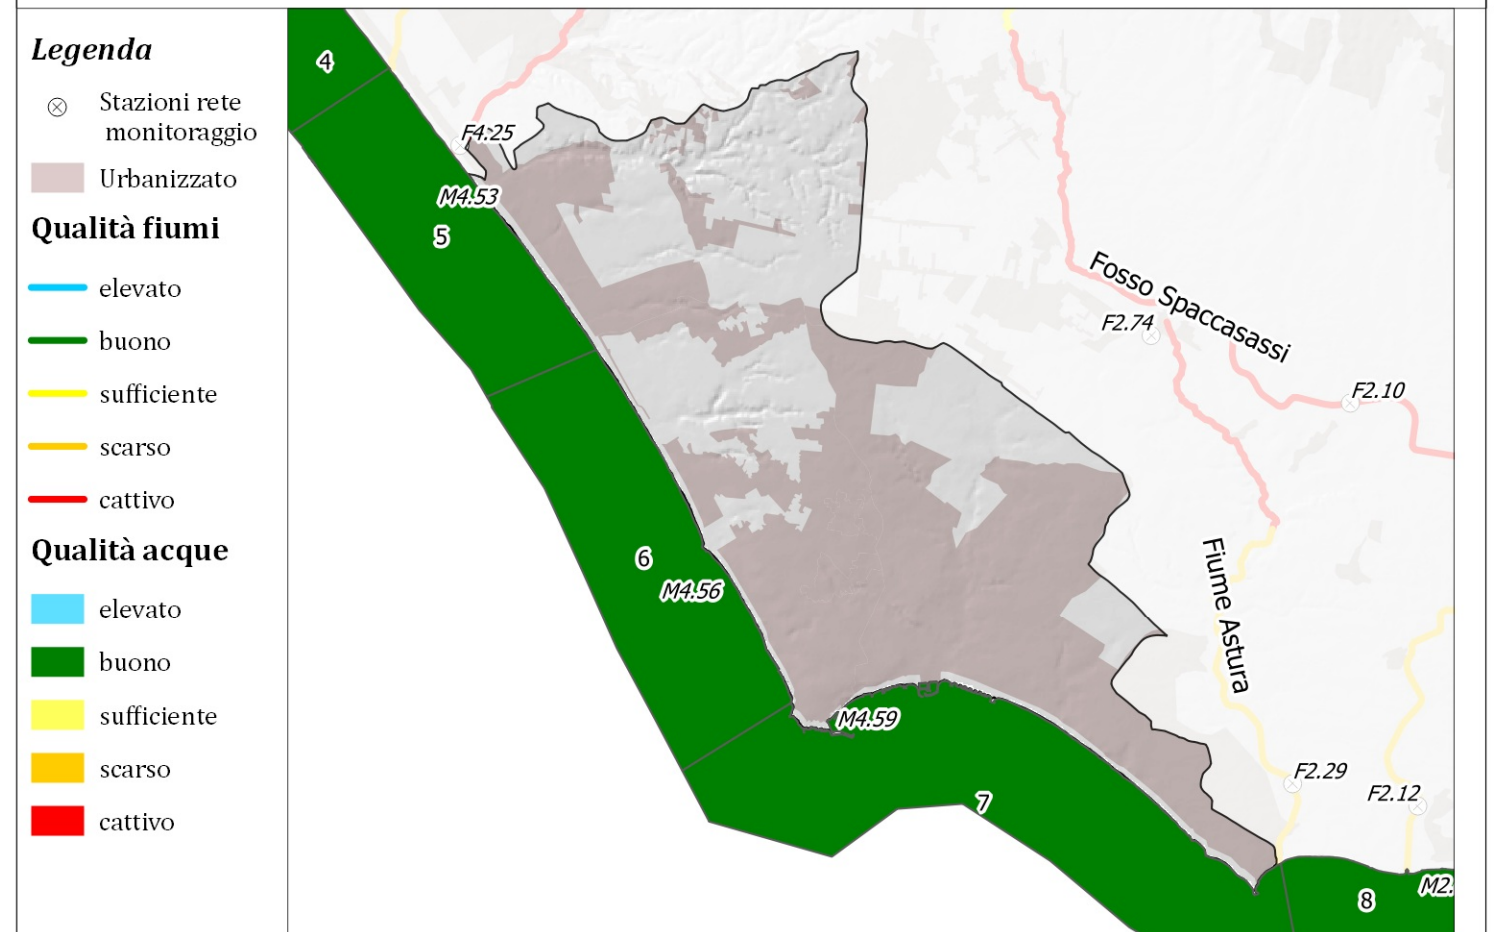 Legenda
Stazioni rete
monitoraggio
Urbanizzato
Qualità fiumi
elevato
buono
sufficiente
scarso
cattivo
Qualità acque
elevato
buono
sufficiente
scarso
cattivo
4
F4.25
M4.53
5
Fosso Spaccasassi
F2.74
F2.10
6
M4.56
Fiume Astura
M4.59
7
F2.29
F2.12
8
M2.